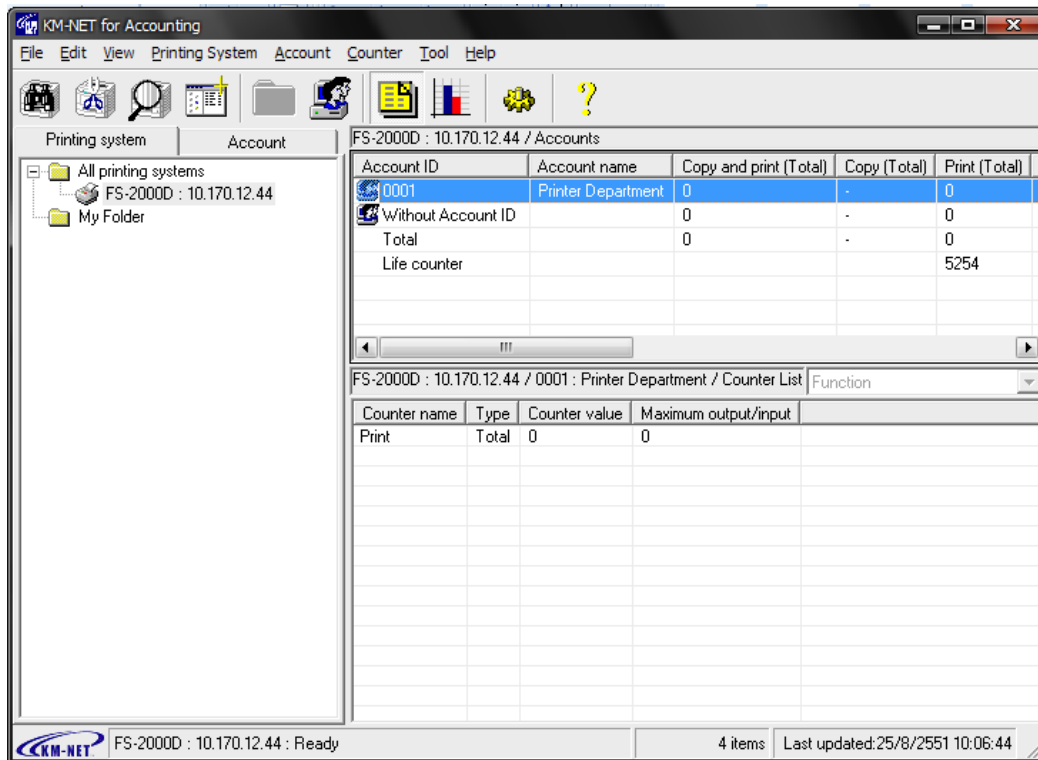 KM-NET for Accounting
File Edit View Printing System Account Counter Tool Help
Printing system Account
All printing systems
FS-2000D : 10.170.12.44
My Folder
FS-2000D : 10.170.12.44 / Accounts
Account ID Account name Copy and print (Total) Copy (Total) Print (Total)
0001 Printer Department 0 - 0
Without Account ID 0 - 0
Total 0 - 0
Life counter 5254
FS-2000D : 10.170.12.44 / 0001 : Printer Department / Counter List Function
Counter name Type Counter value Maximum output/input
Print Total 0 0
KM-NET FS-2000D : 10.170.12.44 : Ready 4 items Last updated:25/8/2551 10:06:44